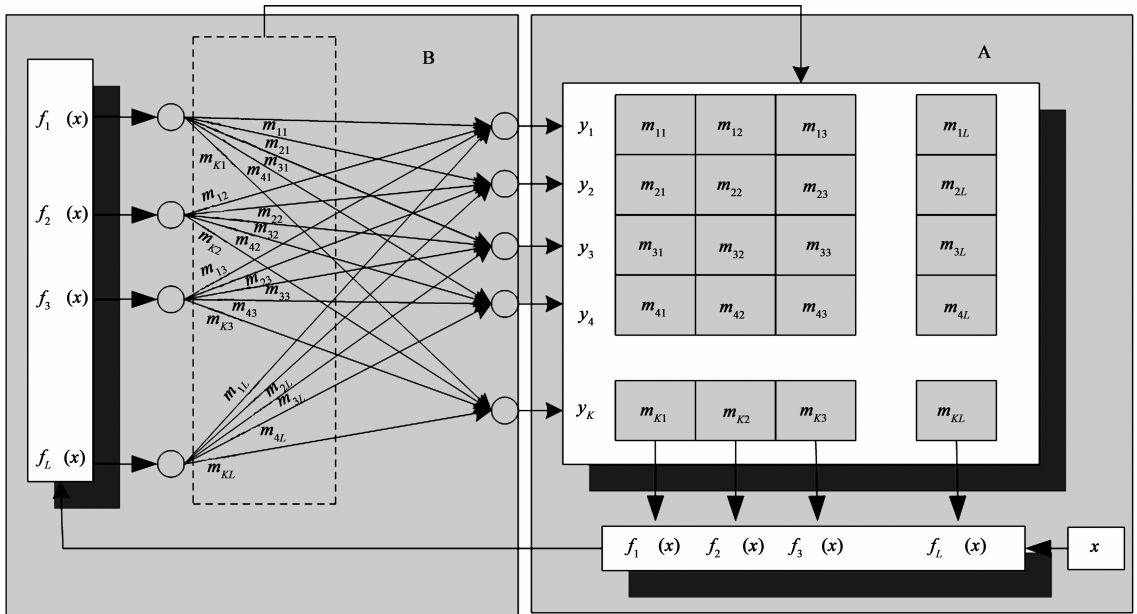 B
f1 (x)
f2 (x)
f3 (x)
fL (x)
m11
m21
m31
m41
mK1
m12
m22
m32
m42
mK2
m13
m23
m33
m43
mK3
m1L
m2L
m3L
m4L
mKL
A
y1 m11 m12 m13 m1L
y2 m21 m22 m23 m2L
y3 m31 m32 m33 m3L
y4 m41 m42 m43 m4L
yK mK1 mK2 mK3 mKL
f1 (x) f2 (x) f3 (x) fL (x) x